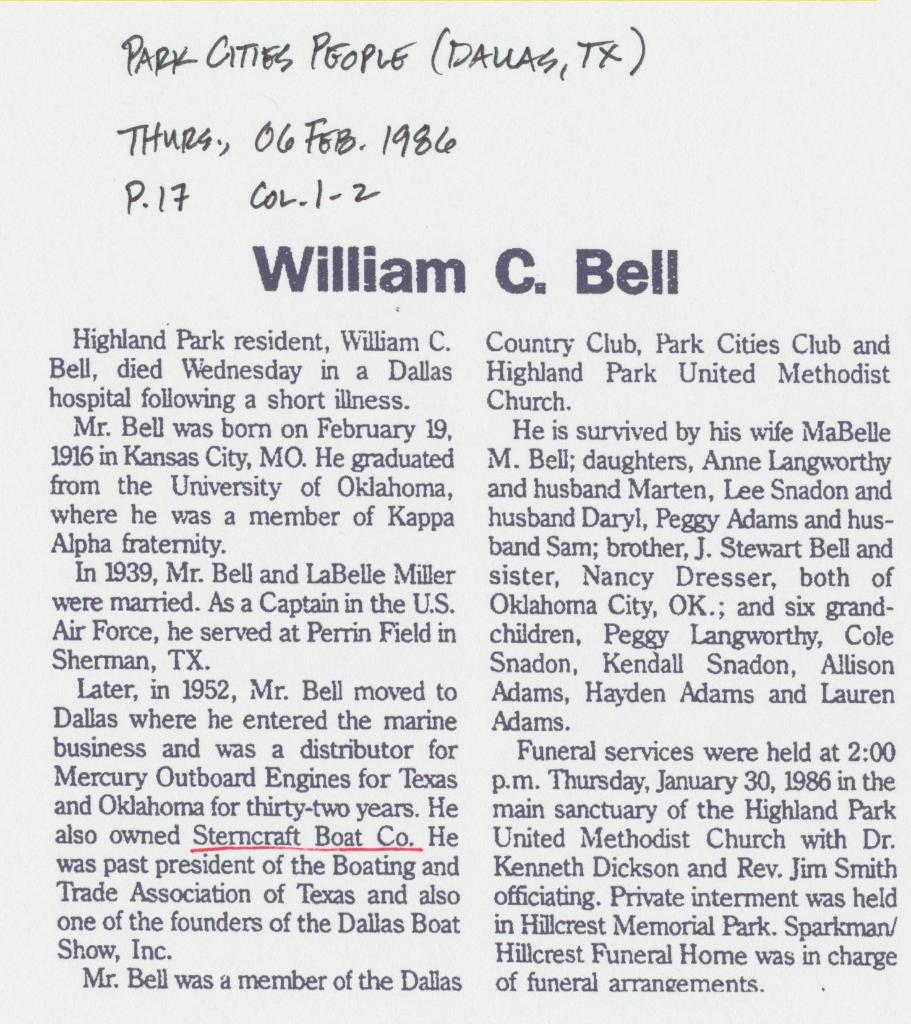 PARK CITIES PEOPLE (DALLAS, TX)
THURS., 06 FEB. 1986
P. 17 COL. 1-2
William C. Bell
Highland Park resident, William C.
Bell, died Wednesday in a Dallas
hospital following a short illness.
Mr. Bell was born on February 19,
1916 in Kansas City, MO. He graduated
from the University of Oklahoma,
where he was a member of Kappa
Alpha fraternity.
In 1939, Mr. Bell and LaBelle Miller
were married. As a Captain in the U.S.
Air Force, he served at Perrin Field in
Sherman, TX.
Later, in 1952, Mr. Bell moved to
Dallas where he entered the marine
business and was a distributor for
Mercury Outboard Engines for Texas
and Oklahoma for thirty-two years. He
also owned Sterncraft Boat Co. He
was past president of the Boating and
Trade Association of Texas and also
one of the founders of the Dallas Boat
Show, Inc.
Mr. Bell was a member of the Dallas
Country Club, Park Cities Club and
Highland Park United Methodist
Church.
He is survived by his wife MaBelle
M. Bell; daughters, Anne Langworthy
and husband Marten, Lee Snadon and
husband Daryl, Peggy Adams and hus-
band Sam; brother, J. Stewart Bell and
sister, Nancy Dresser, both of
Oklahoma City, OK.; and six grand-
children, Peggy Langworthy, Cole
Snadon, Kendall Snadon, Allison
Adams, Hayden Adams and Lauren
Adams.
Funeral services were held at 2:00
p.m. Thursday, January 30, 1986 in the
main sanctuary of the Highland Park
United Methodist Church with Dr.
Kenneth Dickson and Rev. Jim Smith
officiating. Private interment was held
in Hillcrest Memorial Park. Sparkman/
Hillcrest Funeral Home was in charge
of funeral arrangements.